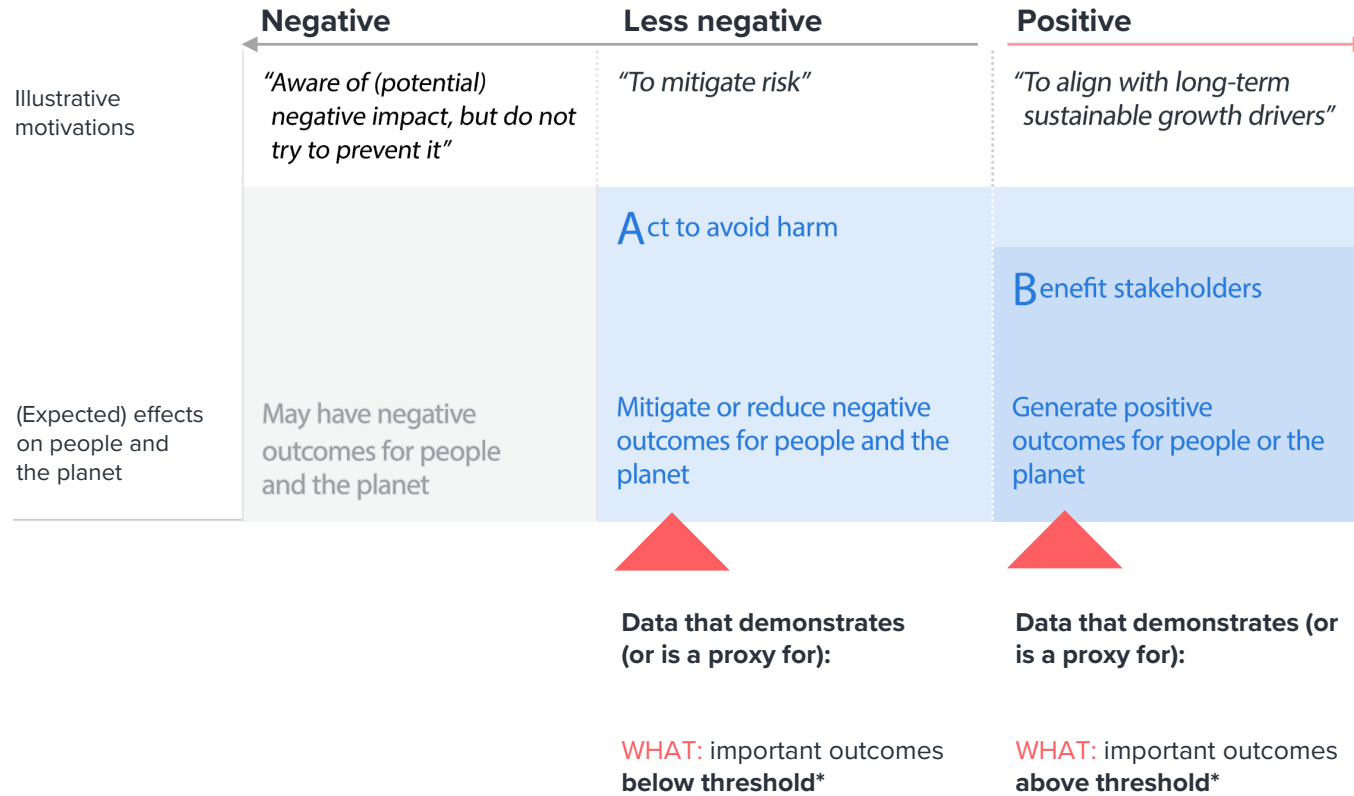 Negative
Less negative
Positive
Illustrative
motivations
“Aware of (potential)
negative impact, but do not
try to prevent it”
“To mitigate risk”
“To align with long-term
sustainable growth drivers”
Act to avoid harm
Benefit stakeholders
(Expected) effects
on people and
the planet
May have negative
outcomes for people
and the planet
Mitigate or reduce negative
outcomes for people and the
planet
Generate positive
outcomes for people or the
planet
Data that demonstrates
(or is a proxy for):
Data that demonstrates (or
is a proxy for):
WHAT: important outcomes
below threshold*
WHAT: important outcomes
above threshold*